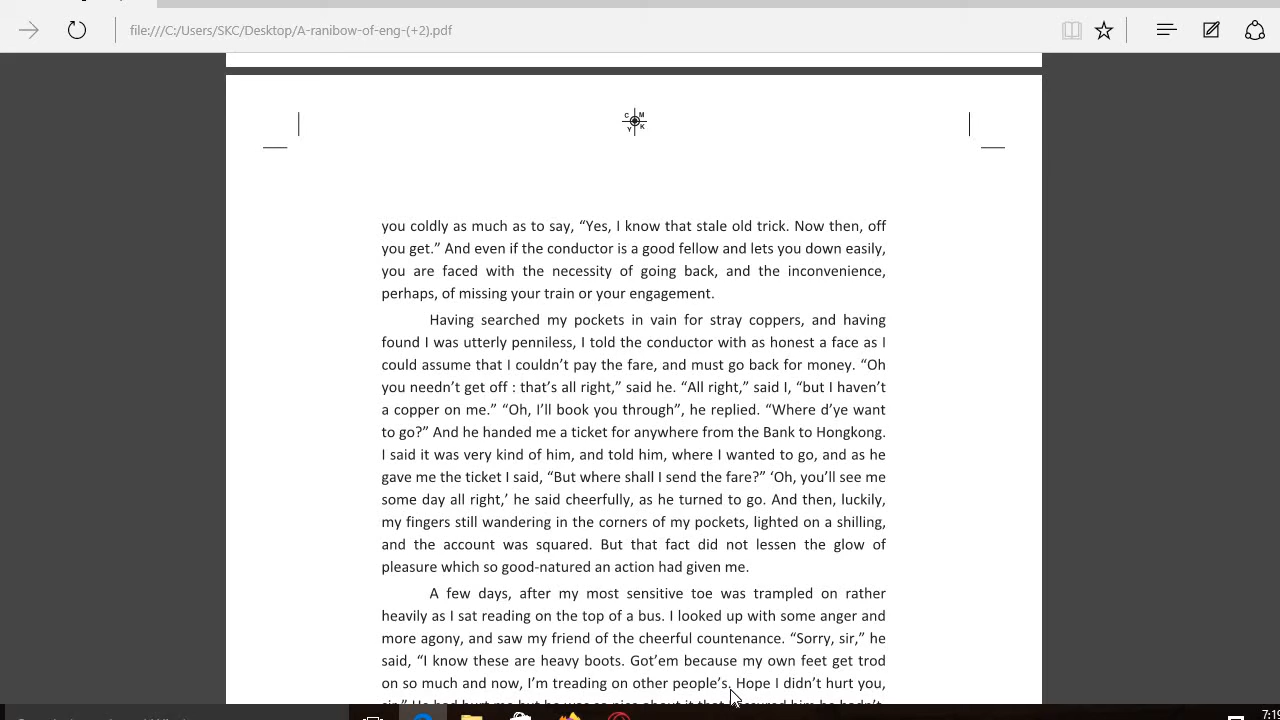 file:///C:/Users/SKC/Desktop/A-ranibow-of-eng-(+2).pdf
C M
Y K
you coldly as much as to say, “Yes, I know that stale old trick. Now then, off
you get.” And even if the conductor is a good fellow and lets you down easily,
you are faced with the necessity of going back, and the inconvenience,
perhaps, of missing your train or your engagement.
Having searched my pockets in vain for stray coppers, and having
found I was utterly penniless, I told the conductor with as honest a face as I
could assume that I couldn’t pay the fare, and must go back for money. “Oh
you needn’t get off : that’s all right,” said he. “All right,” said I, “but I haven’t
a copper on me.” “Oh, I’ll book you through”, he replied. “Where d’ye want
to go?” And he handed me a ticket for anywhere from the Bank to Hongkong.
I said it was very kind of him, and told him, where I wanted to go, and as he
gave me the ticket I said, “But where shall I send the fare?” ‘Oh, you’ll see me
some day all right,’ he said cheerfully, as he turned to go. And then, luckily,
my fingers still wandering in the corners of my pockets, lighted on a shilling,
and the account was squared. But that fact did not lessen the glow of
pleasure which so good-natured an action had given me.
A few days, after my most sensitive toe was trampled on rather
heavily as I sat reading on the top of a bus. I looked up with some anger and
more agony, and saw my friend of the cheerful countenance. “Sorry, sir,” he
said, “I know these are heavy boots. Got’em because my own feet get trod
on so much and now, I’m treading on other people’s. Hope I didn’t hurt you,